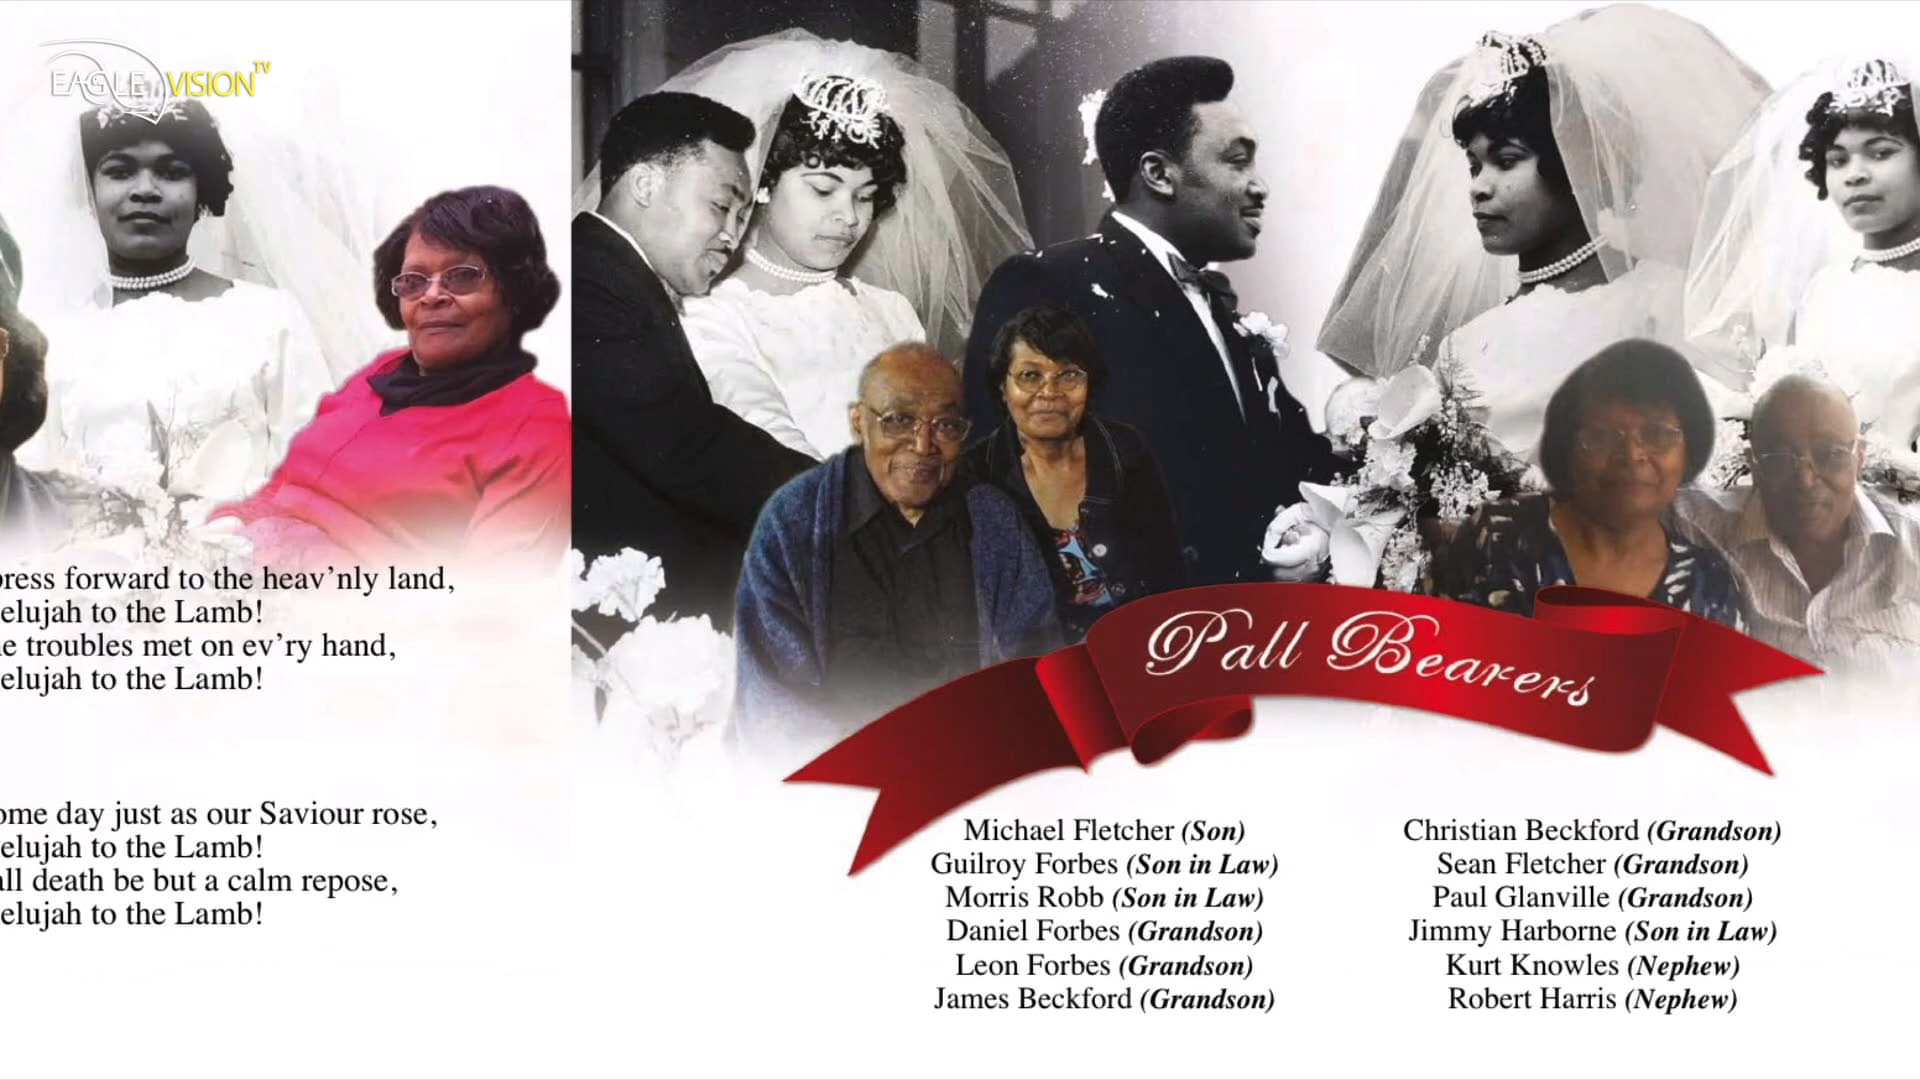 EAGLE VISION TV
press forward to the heav'nly land,
elujah to the Lamb!
e troubles met on ev'ry hand,
elujah to the Lamb!
ome day just as our Saviour rose,
elujah to the Lamb!
all death be but a calm repose,
elujah to the Lamb!
Pall Bearers
Michael Fletcher (Son)
Guilroy Forbes (Son in Law)
Morris Robb (Son in Law)
Daniel Forbes (Grandson)
Leon Forbes (Grandson)
James Beckford (Grandson)
Christian Beckford (Grandson)
Sean Fletcher (Grandson)
Paul Glanville (Grandson)
Jimmy Harborne (Son in Law)
Kurt Knowles (Nephew)
Robert Harris (Nephew)